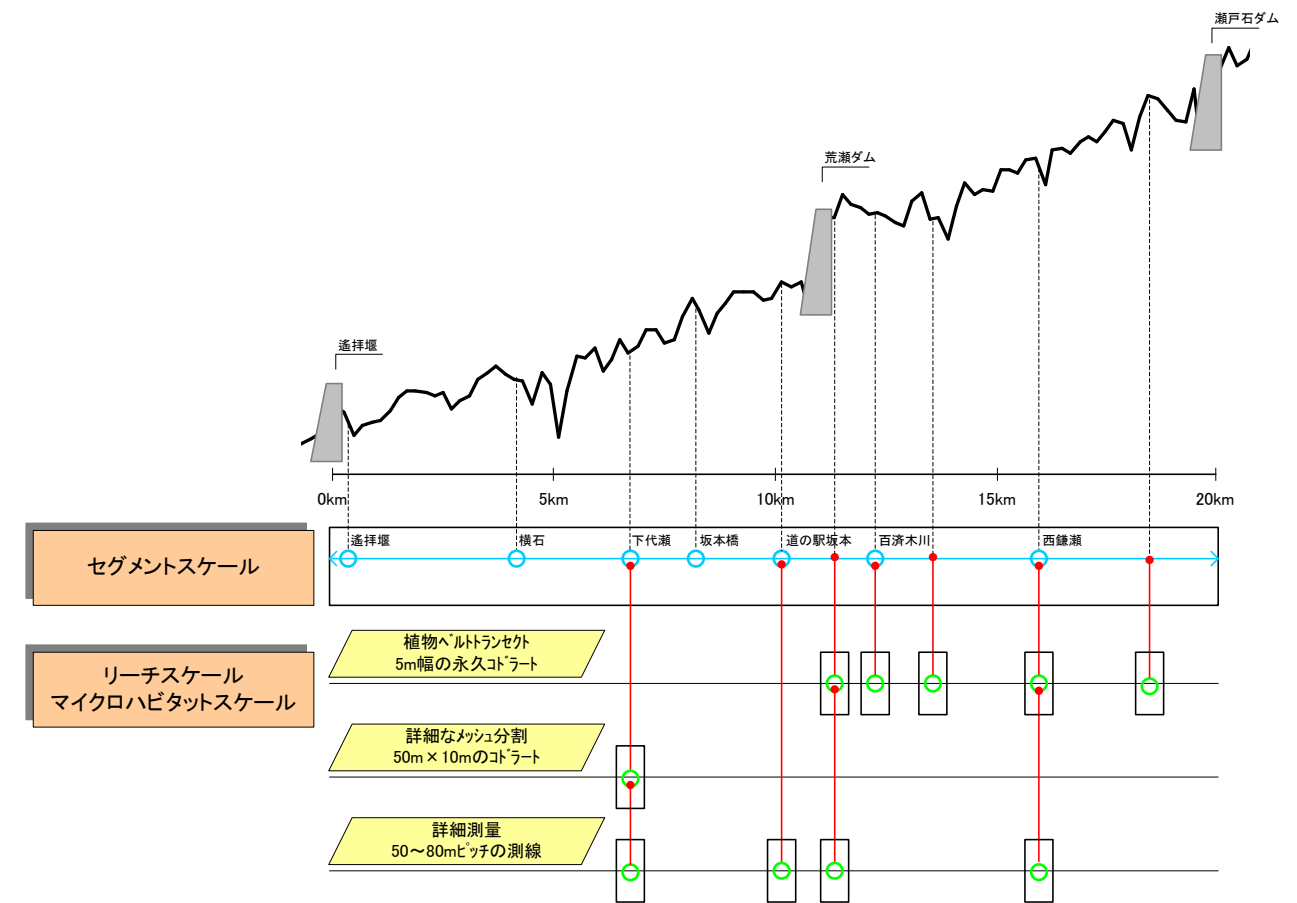 瀬戸石ダム
荒瀬ダム
遙拝堰
0km
5km
10km
15km
20km
セグメントスケール
遙拝堰
横石
下代瀬
坂本橋
道の駅坂本
百済木川
西鎌瀬
リーチスケール
マイクロハビタットスケール
植物ﾍﾞﾙﾄﾄﾗﾝｾｸﾄ
5m幅の永久ｺﾄﾞﾗｰﾄ
詳細なﾒｯｼｭ分割
50m×10mのｺﾄﾞﾗｰﾄ
詳細測量
50～80mﾋﾟｯﾁの測線